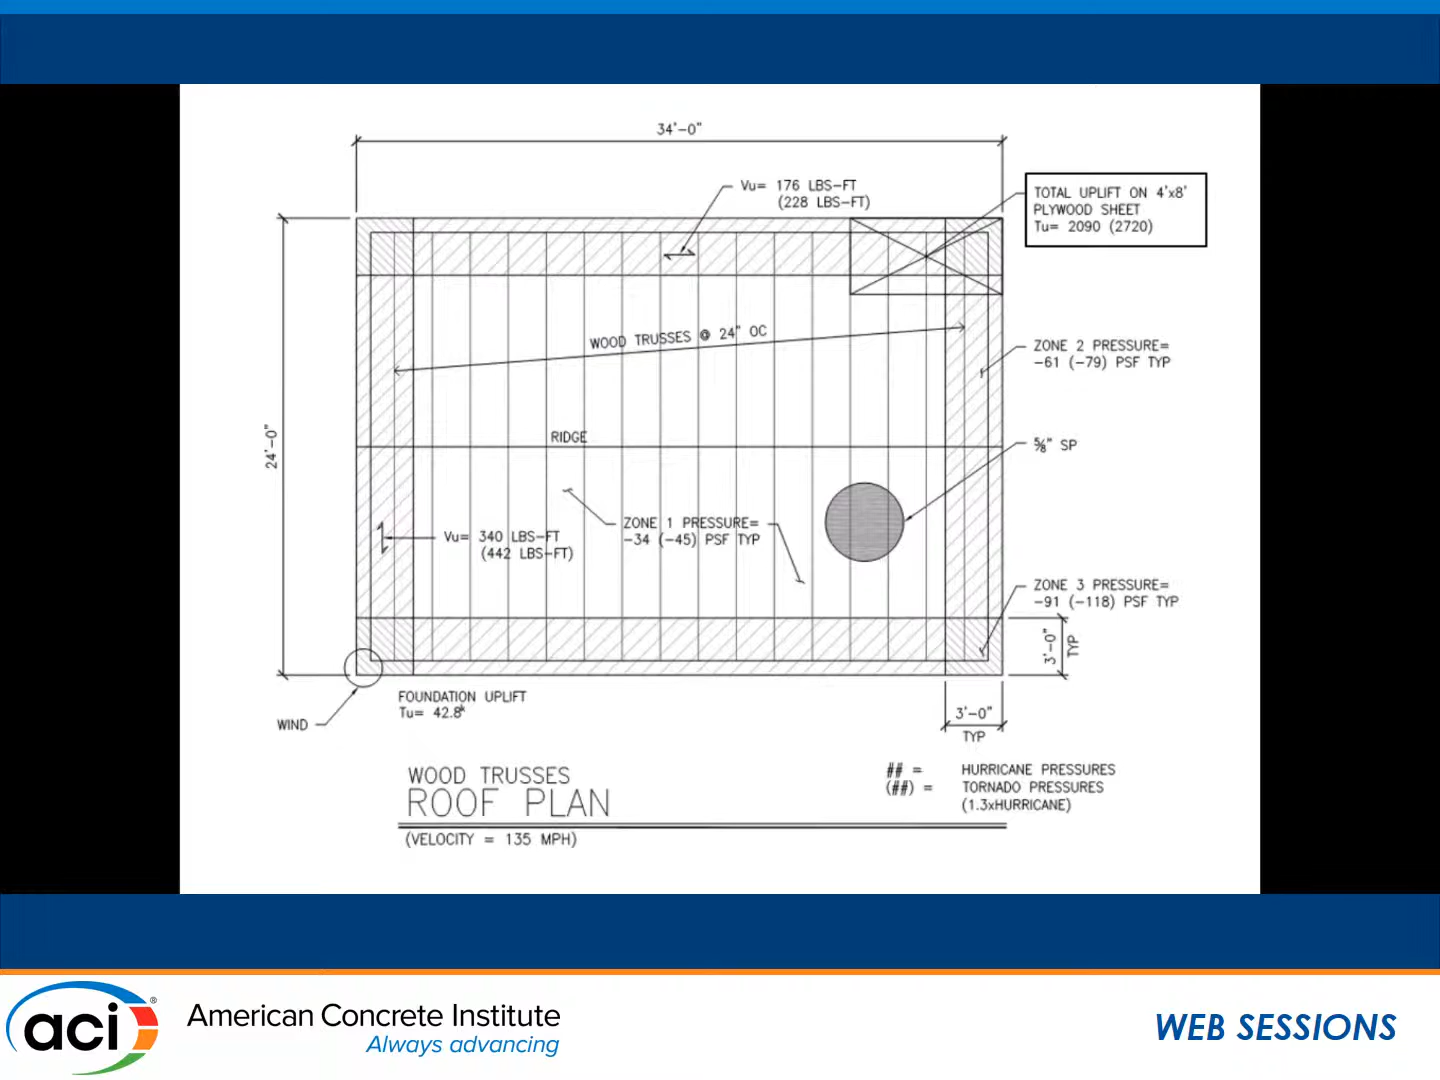 34'-0"
Vu= 176 LBS-FT
(228 LBS-FT)
TOTAL UPLIFT ON 4'x8'
PLYWOOD SHEET
Tu= 2090 (2720)
WOOD TRUSSES @ 24" OC
ZONE 2 PRESSURE=
-61 (-79) PSF TYP
24'-0"
RIDGE
⅝" SP
Vu= 340 LBS-FT
(442 LBS-FT)
ZONE 1 PRESSURE=
-34 (-45) PSF TYP
ZONE 3 PRESSURE=
-91 (-118) PSF TYP
3'-0"
TYP
WIND
FOUNDATION UPLIFT
Tu= 42.8k
3'-0"
TYP
WOOD TRUSSES
ROOF PLAN
(VELOCITY = 135 MPH)
## = HURRICANE PRESSURES
(##) = TORNADO PRESSURES
(1.3xHURRICANE)
aci®
American Concrete Institute
Always advancing
WEB SESSIONS